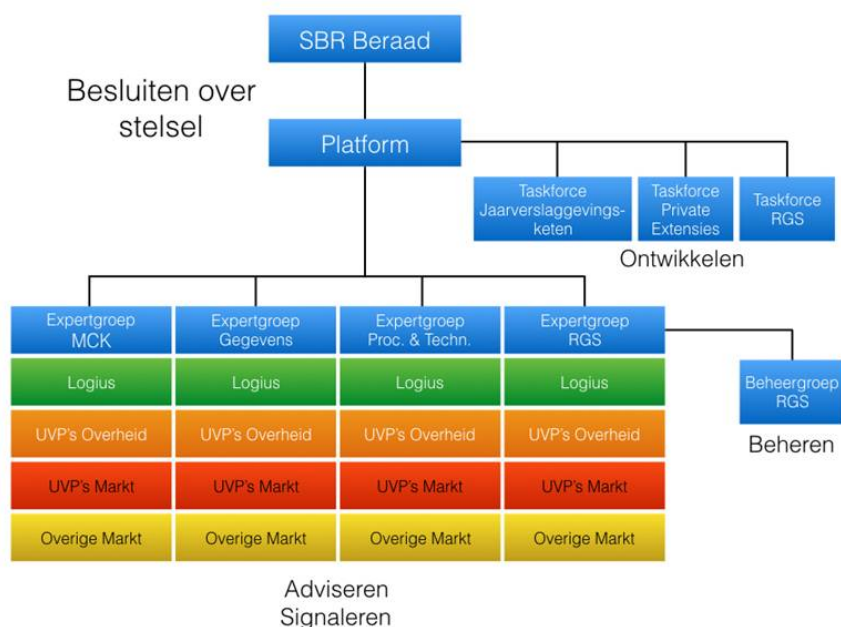 SBR Beraad
Besluiten over
stelsel
Platform
Taskforce
Jaarverslaggevings-
keten
Taskforce
Private
Extensies
Taskforce
RGS
Ontwikkelen
Expertgroep
MCK
Expertgroep
Gegevens
Expertgroep
Proc. & Techn.
Expertgroep
RGS
Logius
Logius
Logius
Logius
Beheergroep
RGS
UVP's Overheid
UVP's Overheid
UVP's Overheid
UVP's Overheid
Beheren
UVP's Markt
UVP's Markt
UVP's Markt
UVP's Markt
Overige Markt
Overige Markt
Overige Markt
Overige Markt
Adviseren
Signaleren